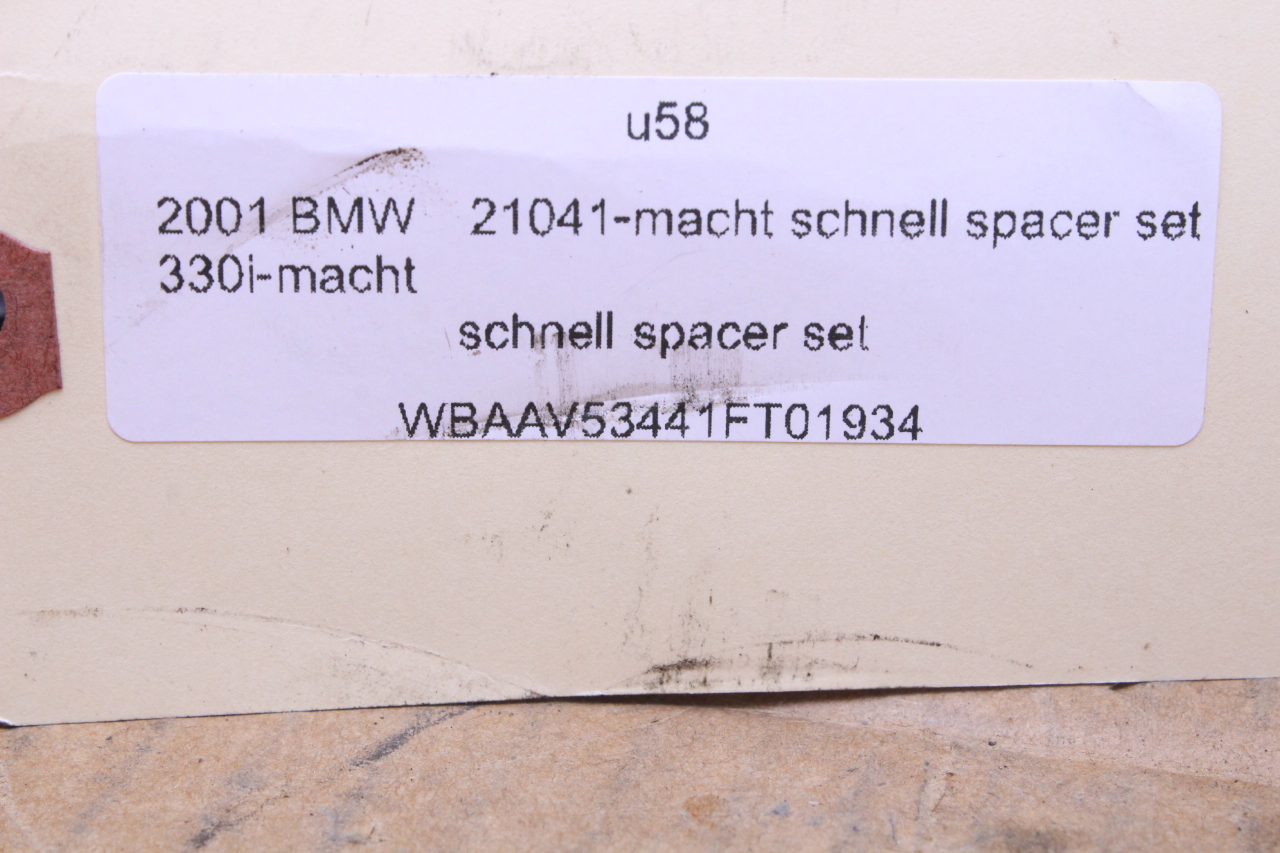 u58
2001 BMW 21041-macht schnell spacer set
330i-macht
schnell spacer set
WBAAV53441FT01934